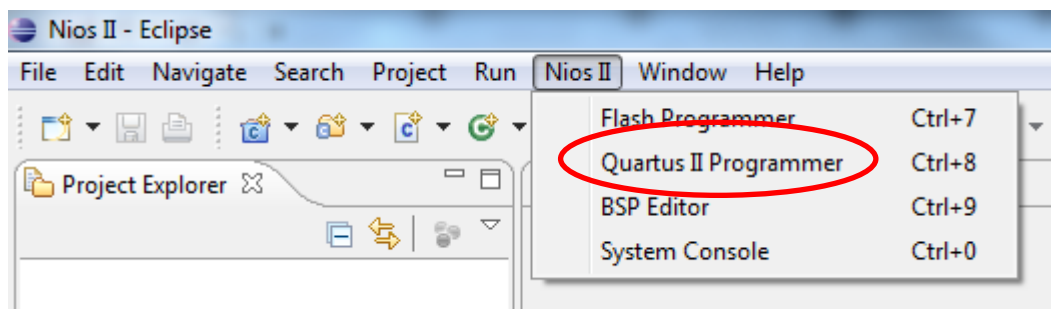 Nios II - Eclipse
File Edit Navigate Search Project Run Nios II Window Help
Flash Programmer Ctrl+7
Quartus II Programmer Ctrl+8
BSP Editor Ctrl+9
System Console Ctrl+0
Project Explorer